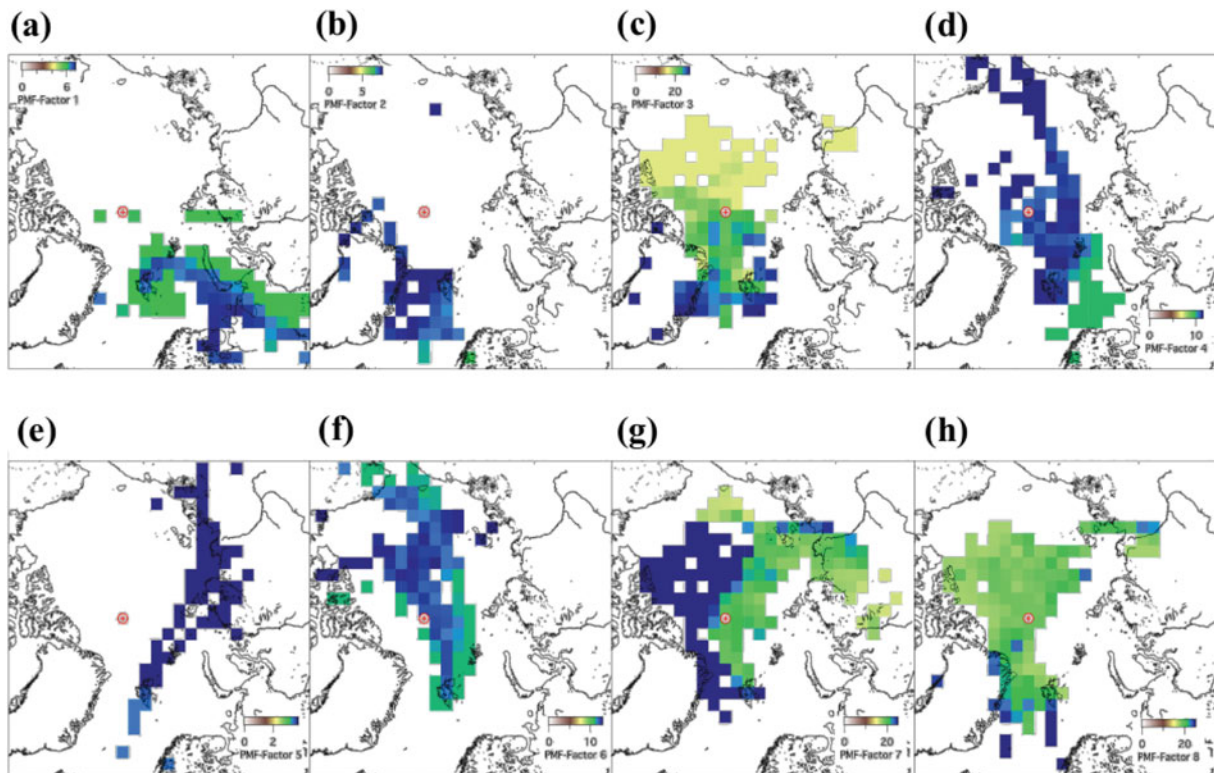 (a) (b) (c) (d)
0 6
PMF-Factor 1
0 5
PMF-Factor 2
0 20
PMF-Factor 3
0 10
PMF-Factor 4
(e) (f) (g) (h)
0 2
PMF-Factor 5
0 10
PMF-Factor 6
0 20
PMF-Factor 7
0 20
PMF-Factor 8